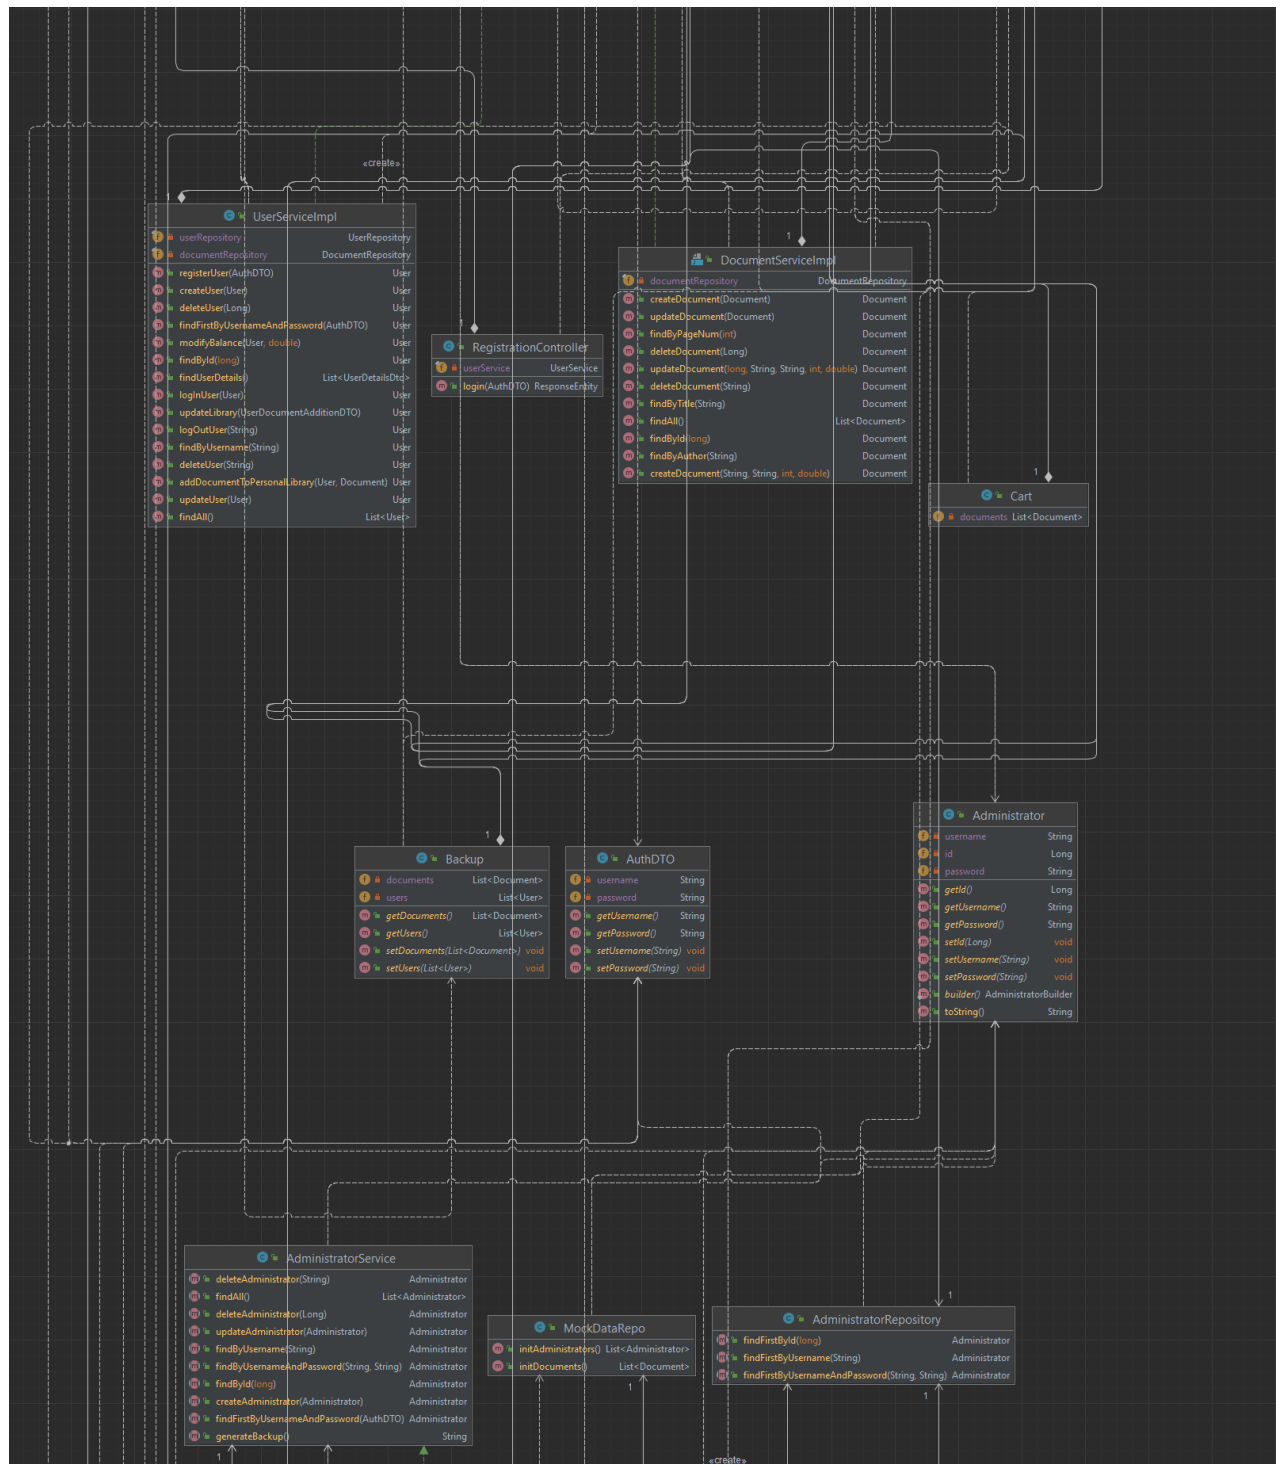 «create»
1
UserServiceImpl
userRepository UserRepository
documentRepository DocumentRepository
registerUser(AuthDTO) User
createUser(User) User
deleteUser(Long) User
findFirstByUsernameAndPassword(AuthDTO) User
modifyBalance(User, double) User
findById(long) User
findUserDetails() List<UserDetailsDto>
logInUser(User) User
updateLibrary(UserDocumentAdditionDTO) User
logOutUser(String) User
findByUsername(String) User
deleteUser(String) User
addDocumentToPersonalLibrary(User, Document) User
updateUser(User) User
findAll() List<User>
1
RegistrationController
userService UserService
login(AuthDTO) ResponseEntity
1
DocumentServiceImpl
documentRepository DocumentRepository
createDocument(Document) Document
updateDocument(Document) Document
findByPageNum(int) Document
deleteDocument(Long) Document
updateDocument(long, String, String, int, double) Document
deleteDocument(String) Document
findByTitle(String) Document
findAll() List<Document>
findById(long) Document
findByAuthor(String) Document
createDocument(String, String, int, double) Document
1
Cart
documents List<Document>
1
Backup
documents List<Document>
users List<User>
getDocuments() List<Document>
getUsers() List<User>
setDocuments(List<Document>) void
setUsers(List<User>) void
AuthDTO
username String
password String
getUsername() String
getPassword() String
setUsername(String) void
setPassword(String) void
Administrator
username String
id Long
password String
getId() Long
getUsername() String
getPassword() String
setId(Long) void
setUsername(String) void
setPassword(String) void
builder() AdministratorBuilder
toString() String
AdministratorService
deleteAdministrator(String) Administrator
findAll() List<Administrator>
deleteAdministrator(Long) Administrator
updateAdministrator(Administrator) Administrator
findByUsername(String) Administrator
findByUsernameAndPassword(String, String) Administrator
findById(long) Administrator
createAdministrator(Administrator) Administrator
findFirstByUsernameAndPassword(AuthDTO) Administrator
generateBackup() String
1
MockDataRepo
initAdministrators() List<Administrator>
initDocuments() List<Document>
1
AdministratorRepository
findFirstById(long) Administrator
findFirstByUsername(String) Administrator
findFirstByUsernameAndPassword(String, String) Administrator
1
«create»